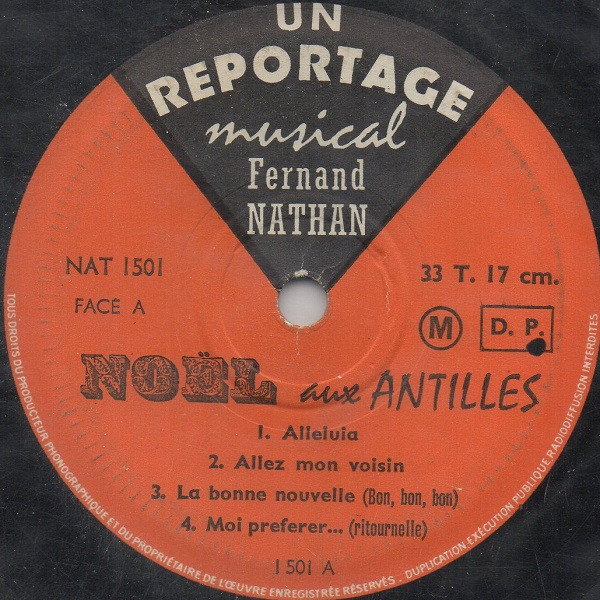 UN
REPORTAGE
musical
Fernand
NATHAN
NAT 1501
33 T. 17 cm.
FACE A
M
D. P.
NOËL aux ANTILLES
1. Alleluia
2. Allez mon voisin
3. La bonne nouvelle (Bon, bon, bon)
4. Moi preferer... (ritournelle)
1501 A
TOUS DROITS DU PRODUCTEUR PHONOGRAPHIQUE ET DU PROPRIÉTAIRE DE L'ŒUVRE ENREGISTRÉE RÉSERVÉS. DUPLICATION EXÉCUTION PUBLIQUE RADIODIFFUSION INTERDITES